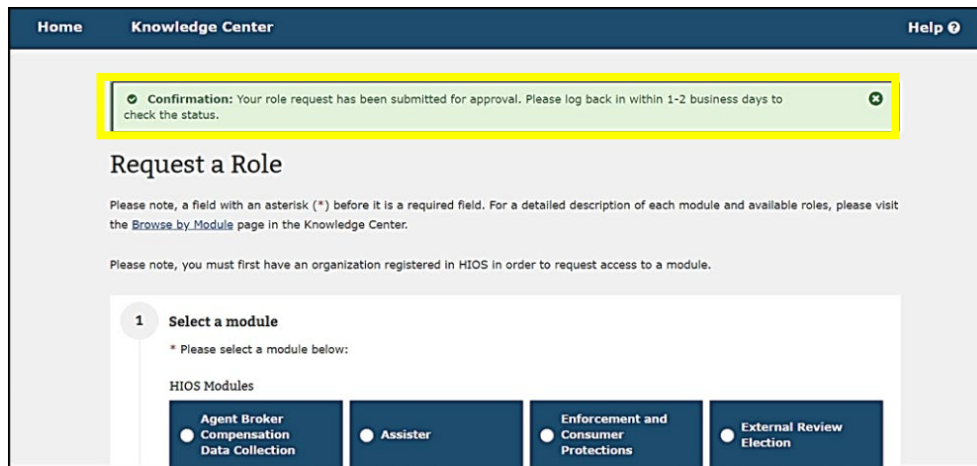 Home Knowledge Center Help
Confirmation: Your role request has been submitted for approval. Please log back in within 1-2 business days to
check the status.
Request a Role
Please note, a field with an asterisk (*) before it is a required field. For a detailed description of each module and available roles, please visit
the Browse by Module page in the Knowledge Center.
Please note, you must first have an organization registered in HIOS in order to request access to a module.
1 Select a module
* Please select a module below:
HIOS Modules
Agent Broker
Compensation
Data Collection
Assister
Enforcement and
Consumer
Protections
External Review
Election